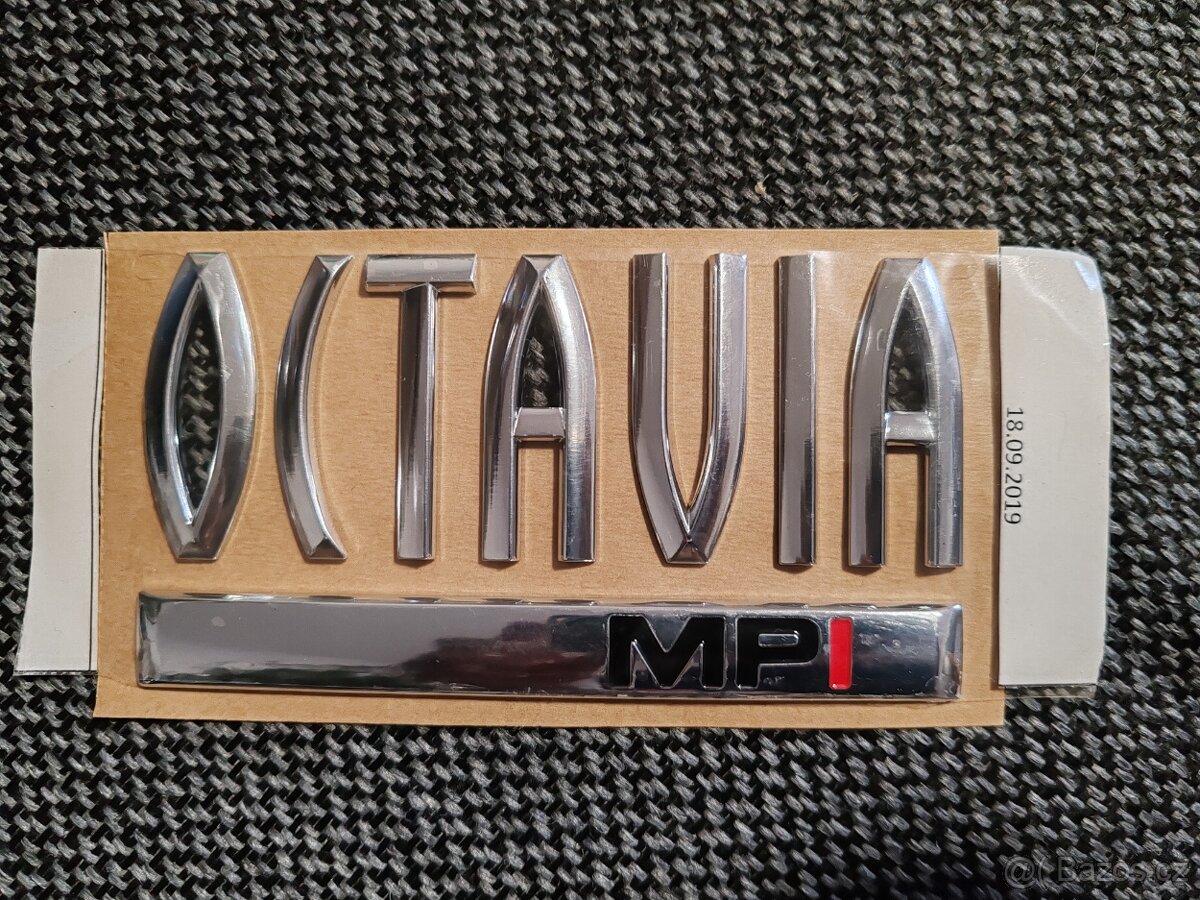 OCTAVIA
MPI
18.09.2019
@( Bazos.cz